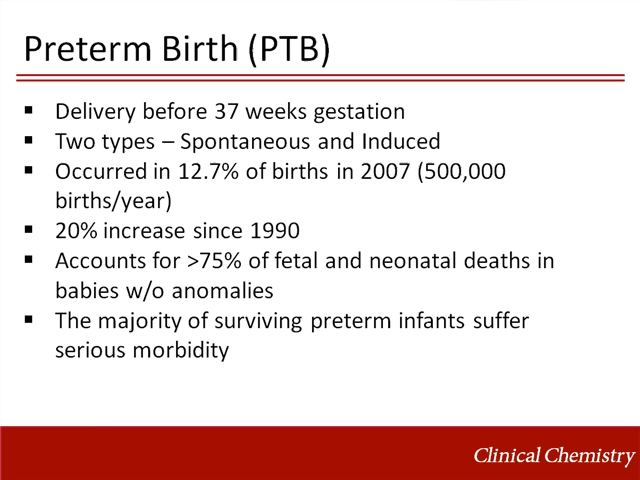 Preterm Birth (PTB)
▪ Delivery before 37 weeks gestation
▪ Two types – Spontaneous and Induced
▪ Occurred in 12.7% of births in 2007 (500,000
births/year)
▪ 20% increase since 1990
▪ Accounts for >75% of fetal and neonatal deaths in
babies w/o anomalies
▪ The majority of surviving preterm infants suffer
serious morbidity
Clinical Chemistry